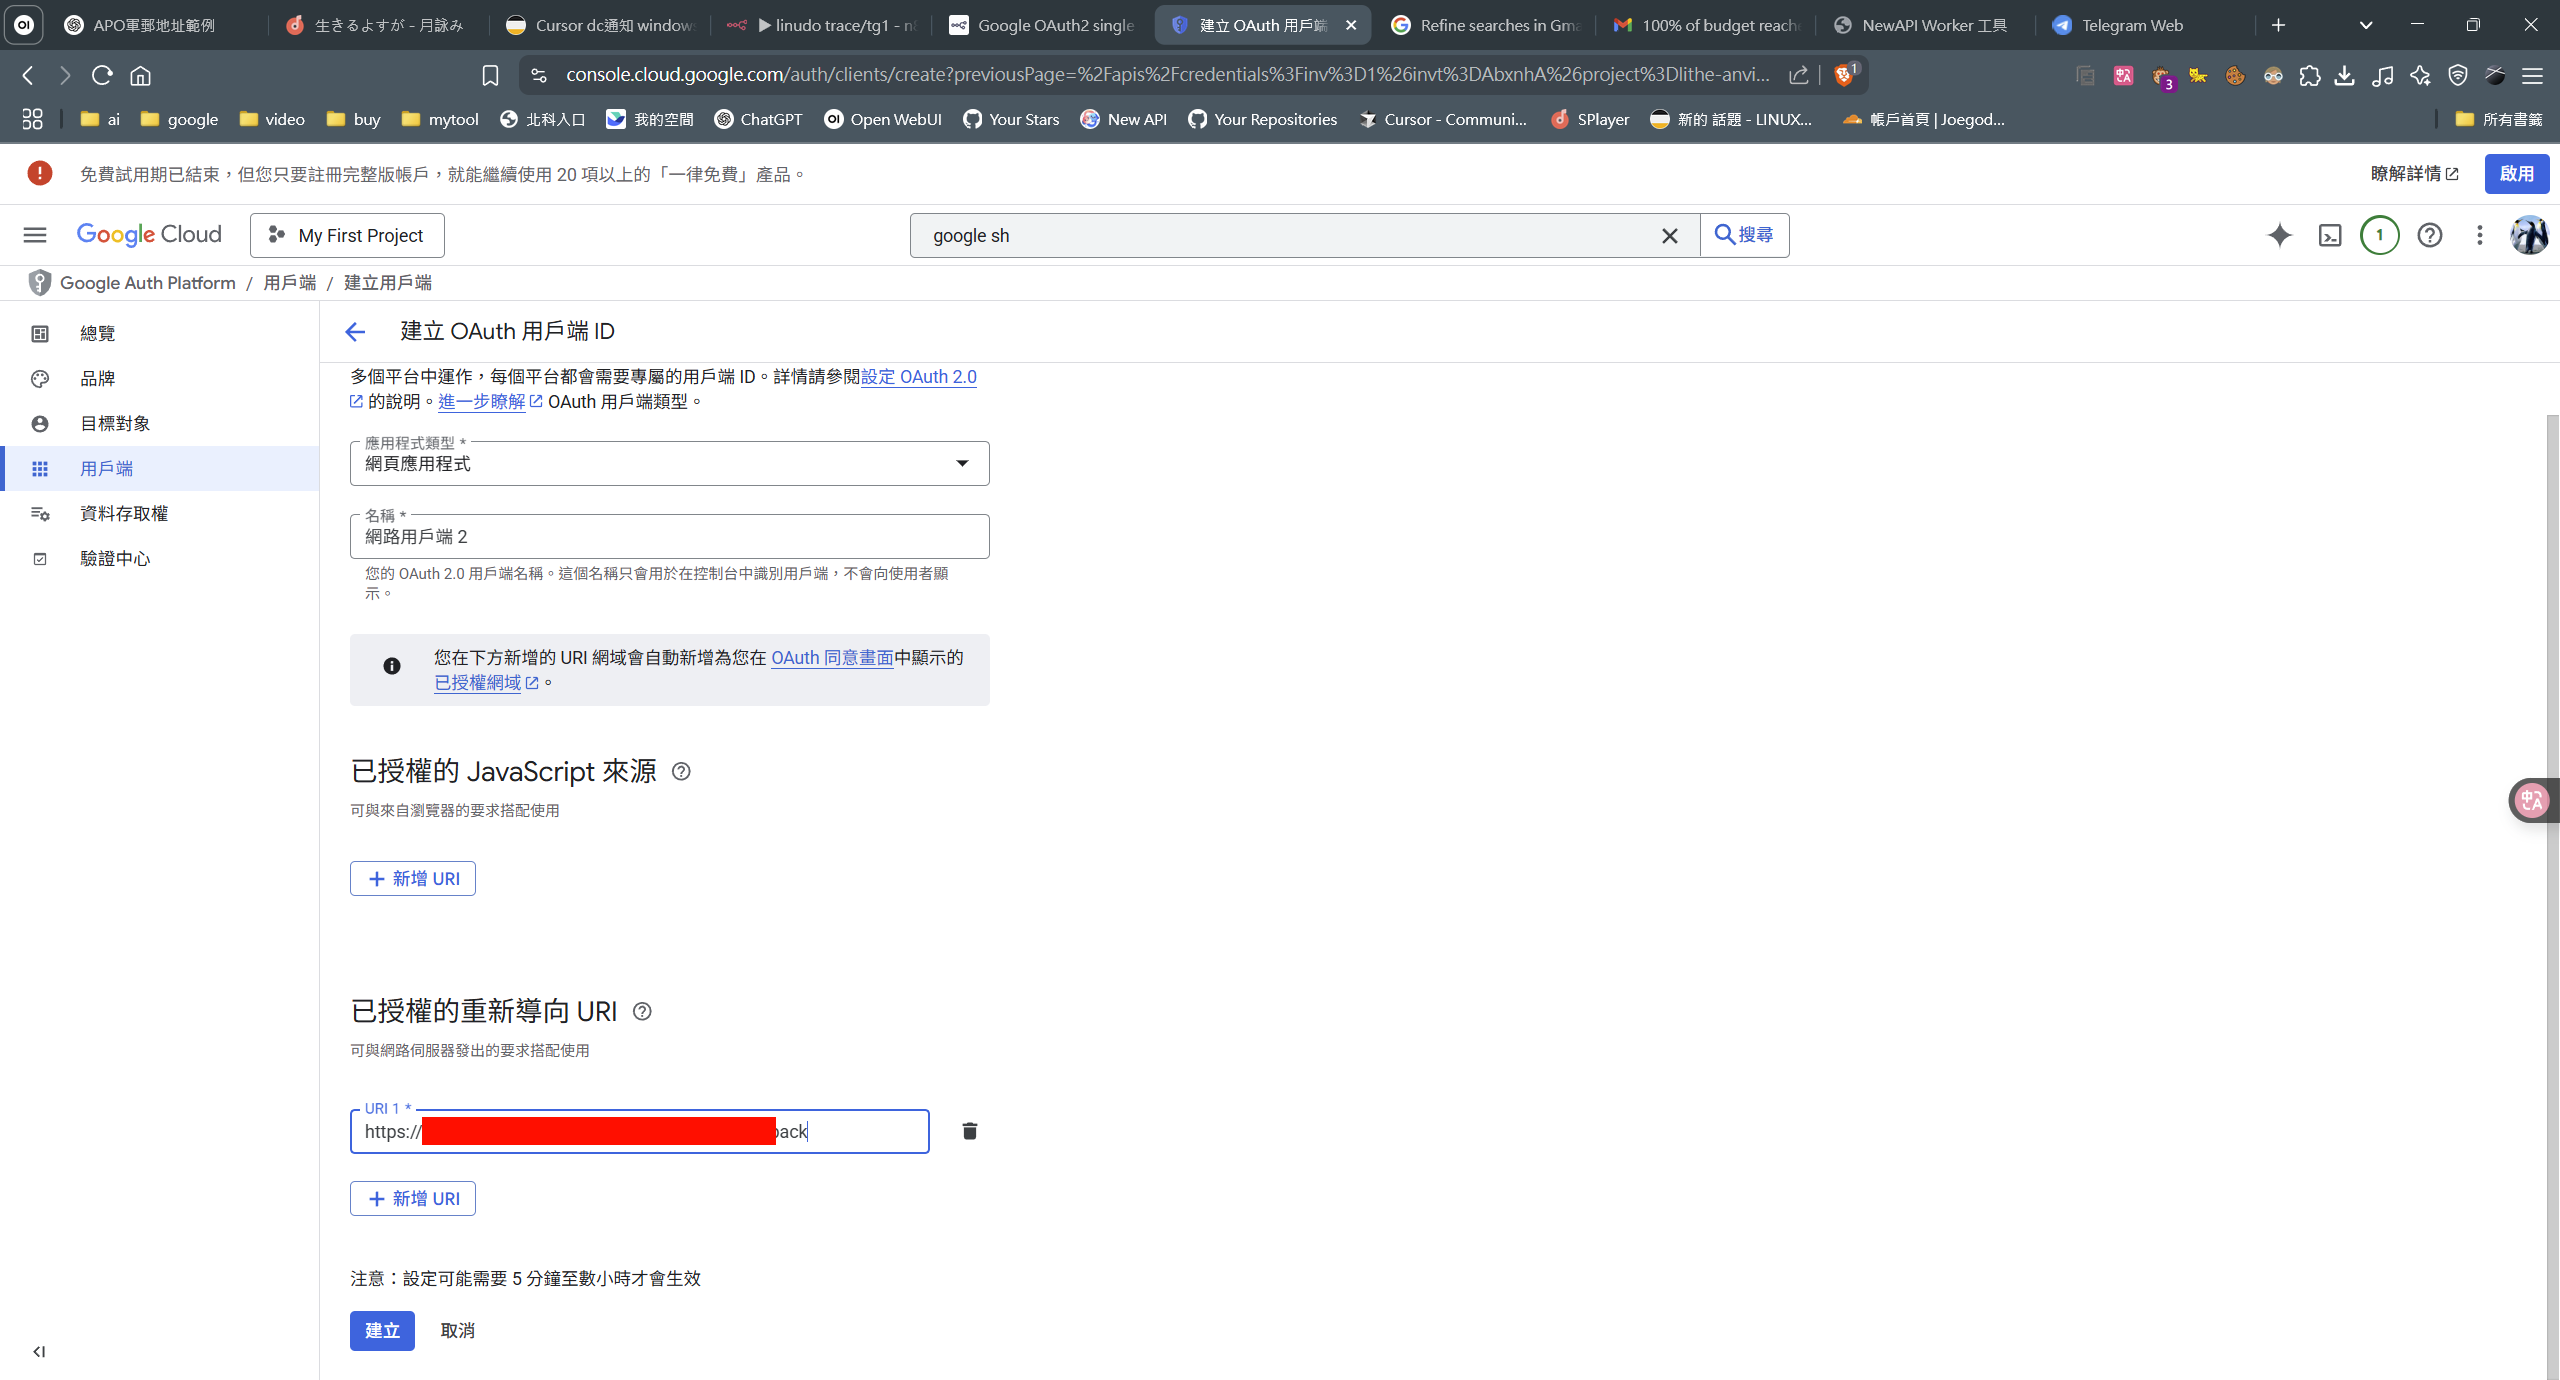 APO軍郵地址範例
生きるよすが - 月詠み
Cursor dc通知 window
linudo trace/tg1 - n8
Google OAuth2 single
建立 OAuth 用戶端
Refine searches in Gma
100% of budget reache
NewAPI Worker 工具
Telegram Web
console.cloud.google.com/auth/clients/create?previousPage=%2Fapis%2Fcredentials%3Finv%3D1%26invt%3DAbxnhA%26project%3Dlithe-anvi...
1
3
ai
google
video
buy
mytool
北科入口
我的空間
ChatGPT
Open WebUI
Your Stars
New API
Your Repositories
Cursor - Communi...
SPlayer
新的 話題 - LINUX...
帳戶首頁 | Joegod...
所有書籤
免費試用期已結束，但您只要註冊完整版帳戶，就能繼續使用 20 項以上的「一律免費」產品。
瞭解詳情
啟用
Google Cloud
My First Project
google sh
搜尋
1
Google Auth Platform / 用戶端 / 建立用戶端
總覽
品牌
目標對象
用戶端
資料存取權
驗證中心
建立 OAuth 用戶端 ID
多個平台中運作，每個平台都會需要專屬的用戶端 ID。詳情請參閱設定 OAuth 2.0
的說明。進一步瞭解 OAuth 用戶端類型。
應用程式類型 *
網頁應用程式
名稱 *
網路用戶端 2
您的 OAuth 2.0 用戶端名稱。這個名稱只會用於在控制台中識別用戶端，不會向使用者顯
示。
您在下方新增的 URI 網域會自動新增為您在 OAuth 同意畫面中顯示的
已授權網域。
已授權的 JavaScript 來源
可與來自瀏覽器的要求搭配使用
+ 新增 URI
已授權的重新導向 URI
可與網路伺服器發出的要求搭配使用
URI 1 *
https:// back
+ 新增 URI
注意：設定可能需要 5 分鐘至數小時才會生效
建立
取消